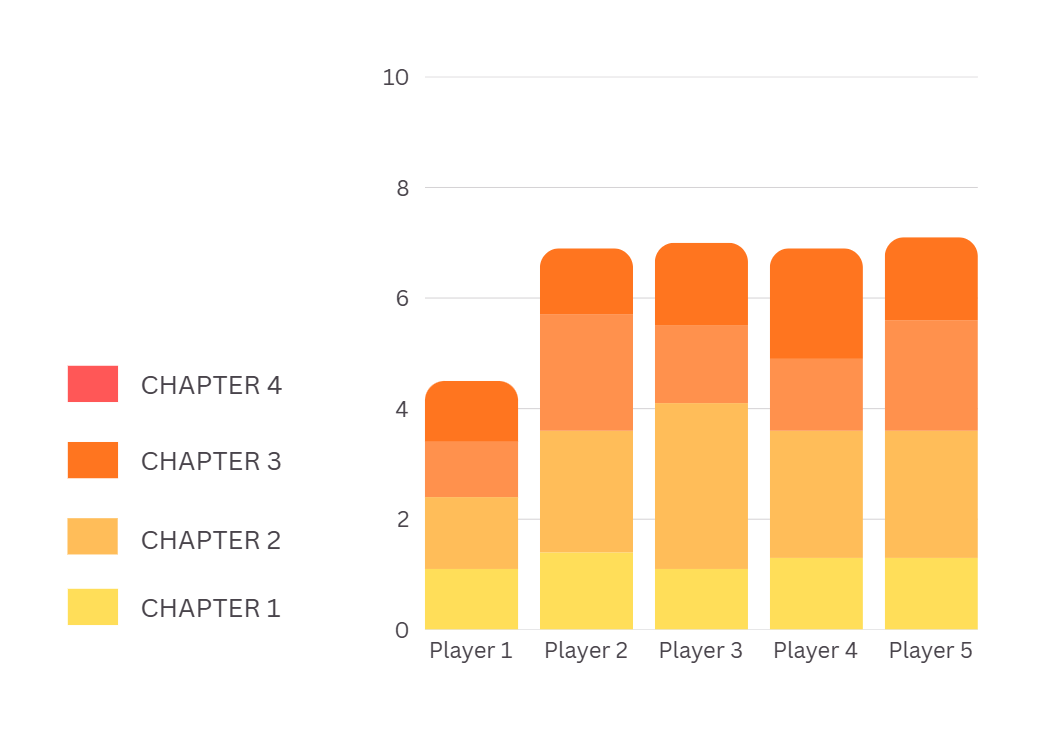 10
8
6
4
2
0
Player 1 Player 2 Player 3 Player 4 Player 5
CHAPTER 4
CHAPTER 3
CHAPTER 2
CHAPTER 1